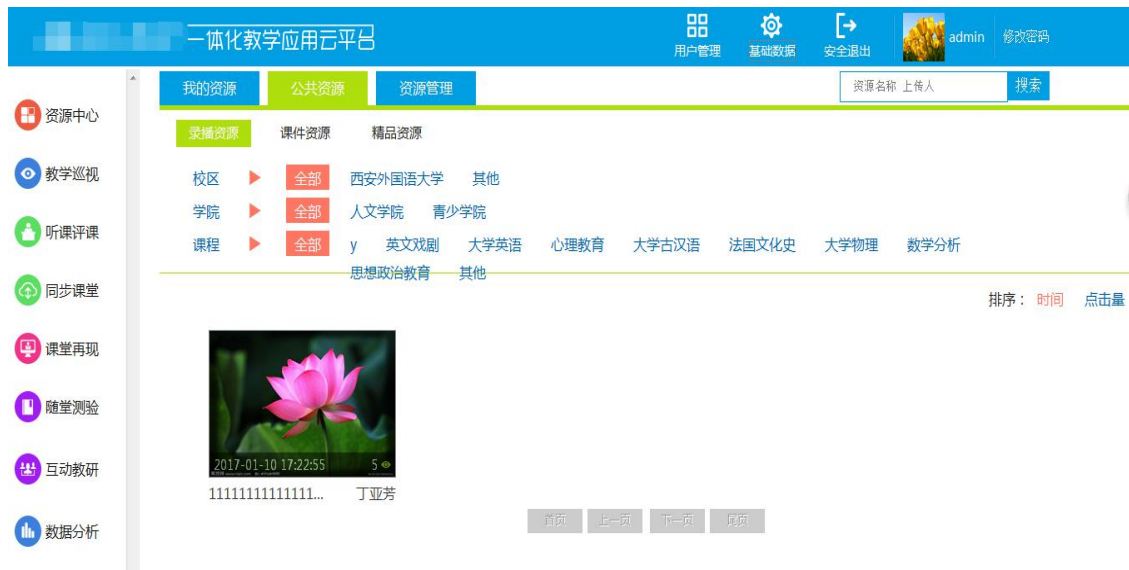 一体化教学应用云平台
用户管理
基础数据
安全退出
admin
修改密码
资源中心
教学巡视
听课评课
同步课堂
课堂再现
随堂测验
互动教研
数据分析
我的资源 公共资源 资源管理
资源名称 上传人 搜索
录播资源 课件资源 精品资源
校区 全部 西安外国语大学 其他
学院 全部 人文学院 青少学院
课程 全部 y 英文戏剧 大学英语 心理教育 大学古汉语 法国文化史 大学物理 数学分析
思想政治教育 其他
排序： 时间 点击量
2017-01-10 17:22:55 5
11111111111111... 丁亚芳
首页 上一页 下一页 尾页